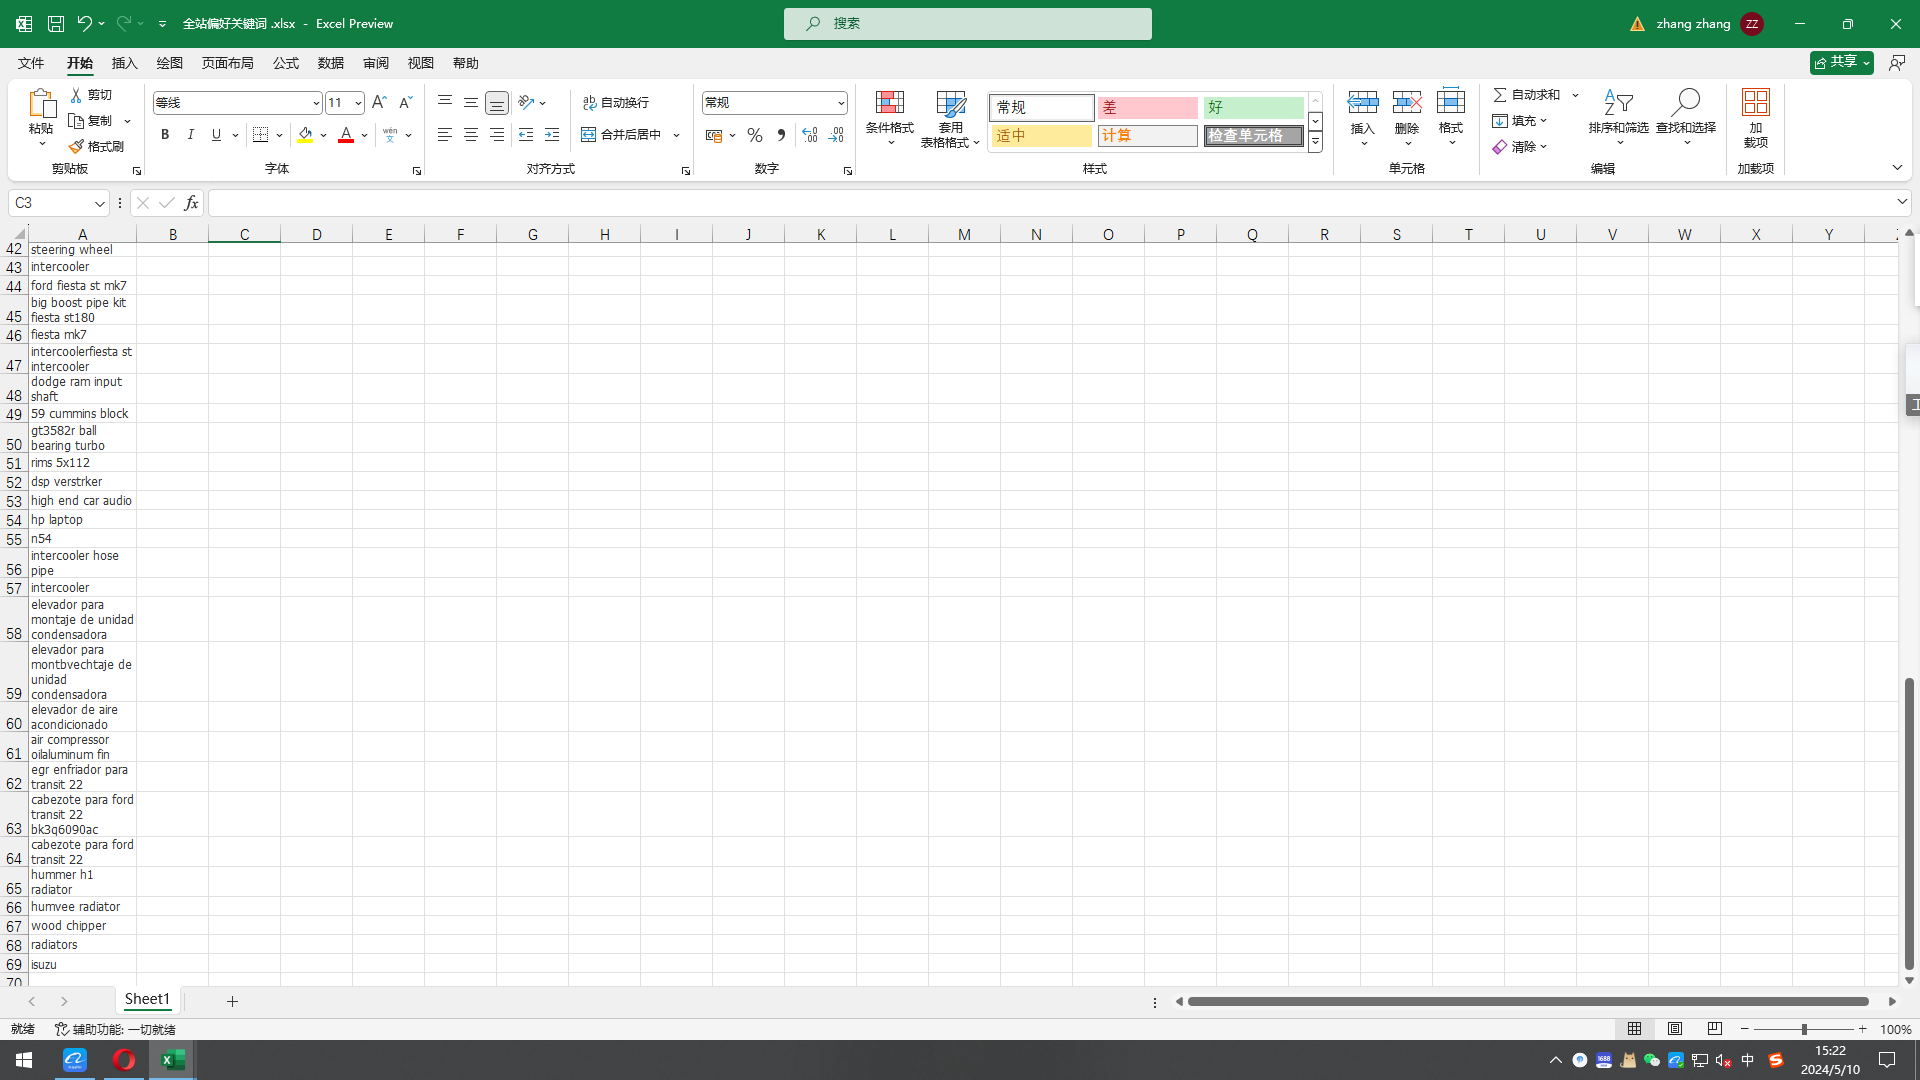 全站偏好关键词 .xlsx - Excel Preview
搜索
zhang zhang
ZZ
文件 开始 插入 绘图 页面布局 公式 数据 审阅 视图 帮助
共享
粘贴
剪切
复制
格式刷
剪贴板
等线
11
B I U
字体
自动换行
合并后居中
对齐方式
常规
数字
条件格式
套用
表格格式
常规 差 好
适中 计算 检查单元格
样式
插入 删除 格式
单元格
自动求和
填充
清除
排序和筛选
查找和选择
编辑
加
载项
加载项
C3
fx
A B C D E F G H I J K L M N O P Q R S T U V W X Y
42 steering wheel
43 intercooler
44 ford fiesta st mk7
big boost pipe kit
45 fiesta st180
46 fiesta mk7
intercoolerfiesta st
47 intercooler
dodge ram input
48 shaft
49 59 cummins block
gt3582r ball
50 bearing turbo
51 rims 5x112
52 dsp verstrker
53 high end car audio
54 hp laptop
55 n54
intercooler hose
56 pipe
57 intercooler
elevador para
montaje de unidad
58 condensadora
elevador para
montbvechtaje de
unidad
59 condensadora
elevador de aire
60 acondicionado
air compressor
61 oilaluminum fin
egr enfriador para
62 transit 22
cabezote para ford
transit 22
63 bk3q6090ac
cabezote para ford
64 transit 22
hummer h1
65 radiator
66 humvee radiator
67 wood chipper
68 radiators
69 isuzu
70
Sheet1
就绪
辅助功能: 一切就绪
100%
中
15:22
2024/5/10